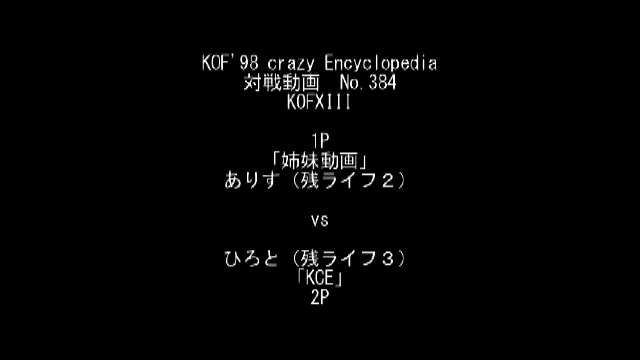 KOF'98 crazy Encyclopedia
対戦動画　No.384
KOFXIII
1P
「姉妹動画」
ありす（残ライフ２）
vs
ひろと（残ライフ３）
「KCE」
2P